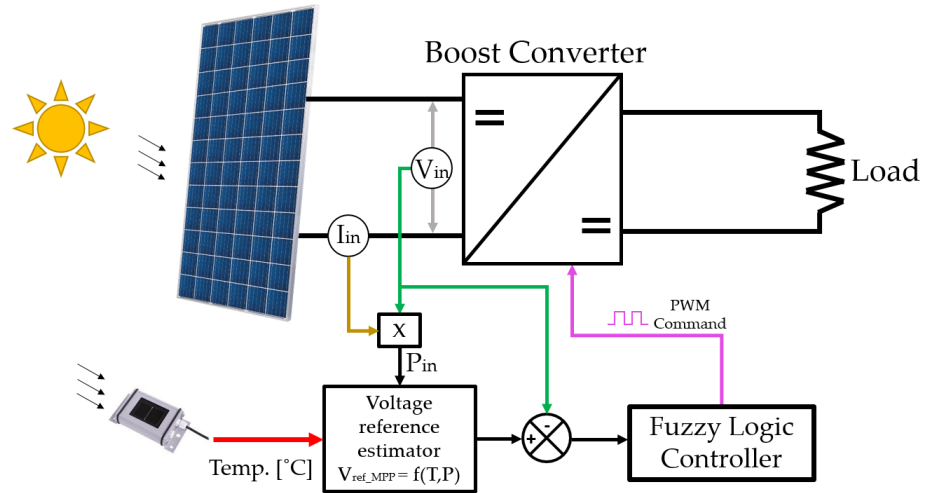 Boost Converter
Vin
Load
Iin
PWM
Command
X
Pin
Voltage
reference
estimator
Vref_MPP = f(T,P)
+
-
Fuzzy Logic
Controller
Temp. [˚C]